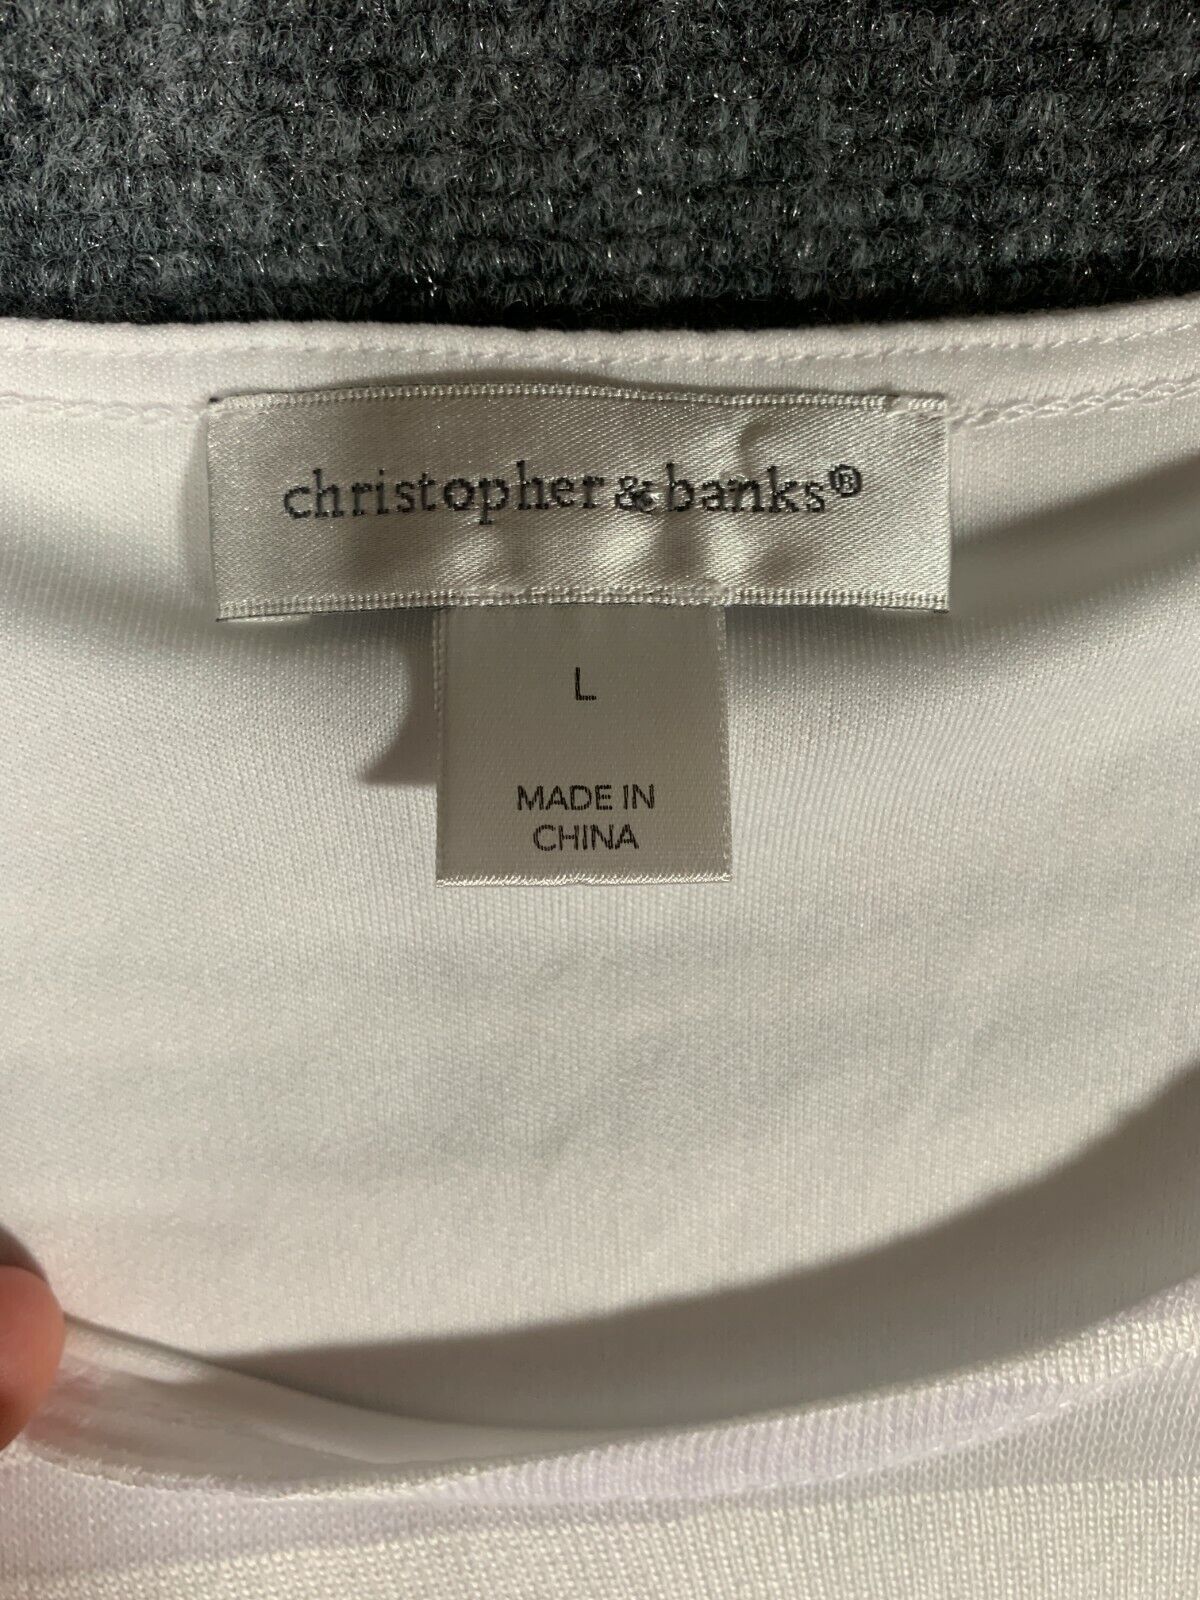 christopher & banks®
L
MADE IN
CHINA